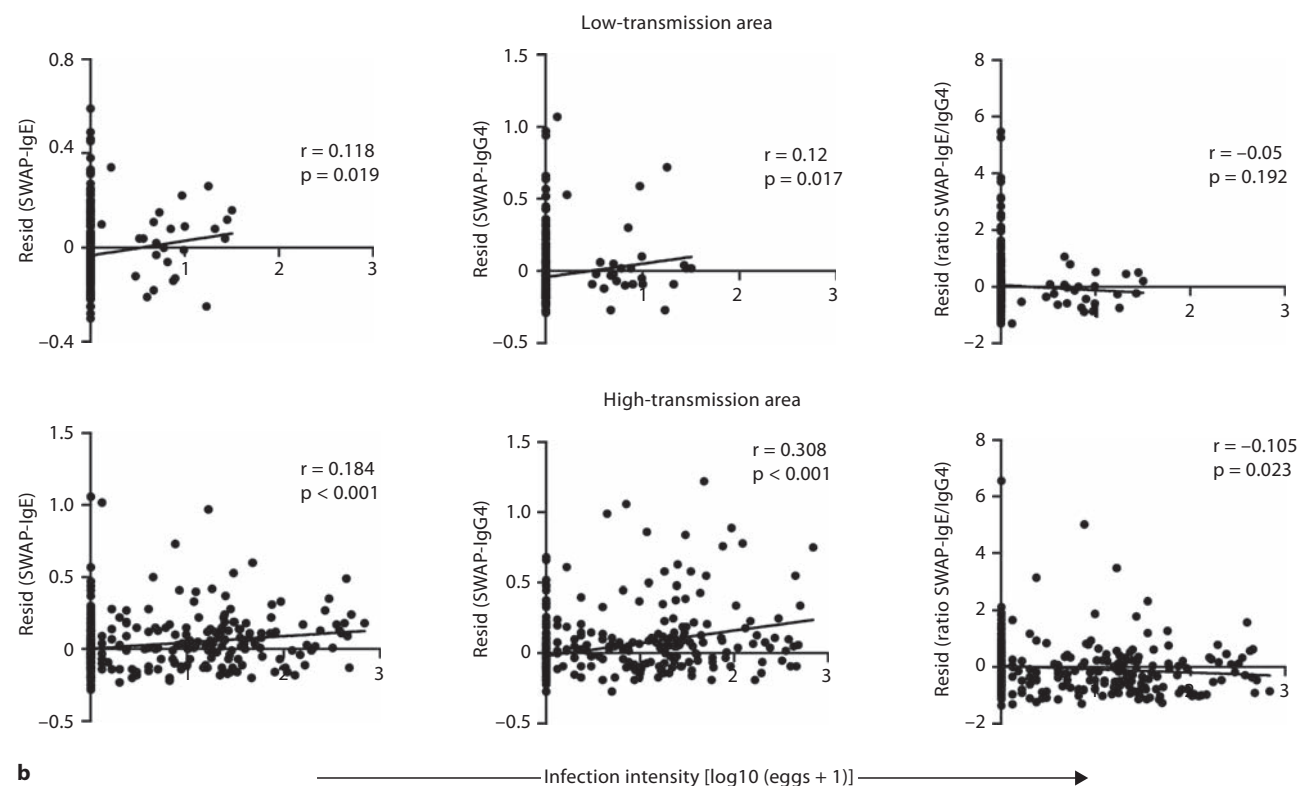 Low-transmission area
Resid (SWAP-IgE)
0.8
0.4
0
–0.4
1
2
3
r = 0.118
p = 0.019
Resid (SWAP-IgG4)
1.5
1.0
0.5
0
–0.5
1
2
3
r = 0.12
p = 0.017
Resid (ratio SWAP-IgE/IgG4)
8
6
4
2
0
–2
1
2
3
r = –0.05
p = 0.192
High-transmission area
Resid (SWAP-IgE)
1.5
1.0
0.5
0
–0.5
1
2
3
r = 0.184
p < 0.001
Resid (SWAP-IgG4)
1.5
1.0
0.5
0
–0.5
2
3
r = 0.308
p < 0.001
Resid (ratio SWAP-IgE/IgG4)
8
6
4
2
0
–2
3
r = –0.105
p = 0.023
b
Infection intensity [log10 (eggs + 1)]